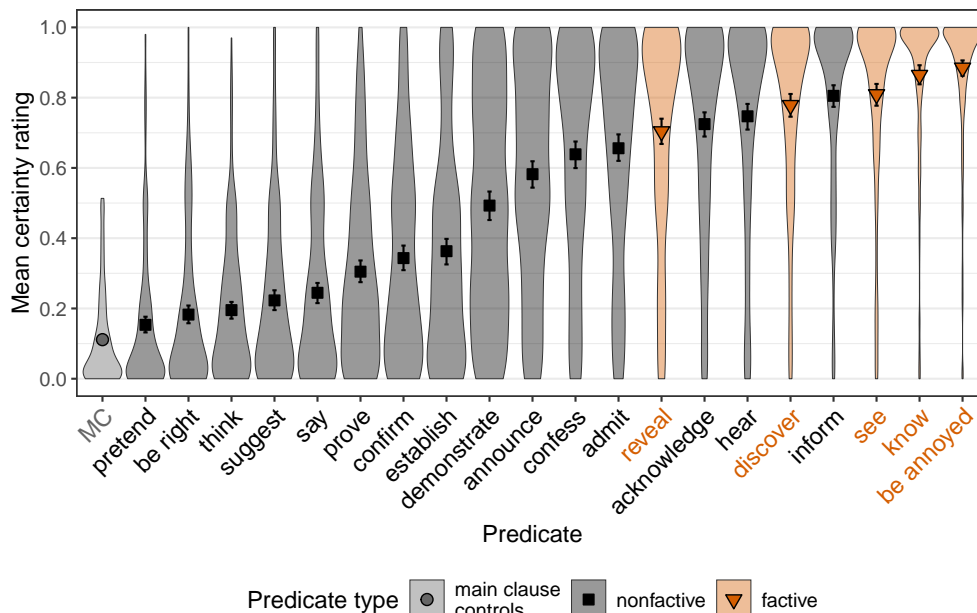 1.0
0.8
0.6
0.4
0.2
0.0
Mean certainty rating
MC
pretend
be right
think
suggest
say
prove
confirm
establish
demonstrate
announce
confess
admit
reveal
acknowledge
hear
discover
inform
see
know
be annoyed
Predicate
Predicate type
main clause
controls
nonfactive
factive